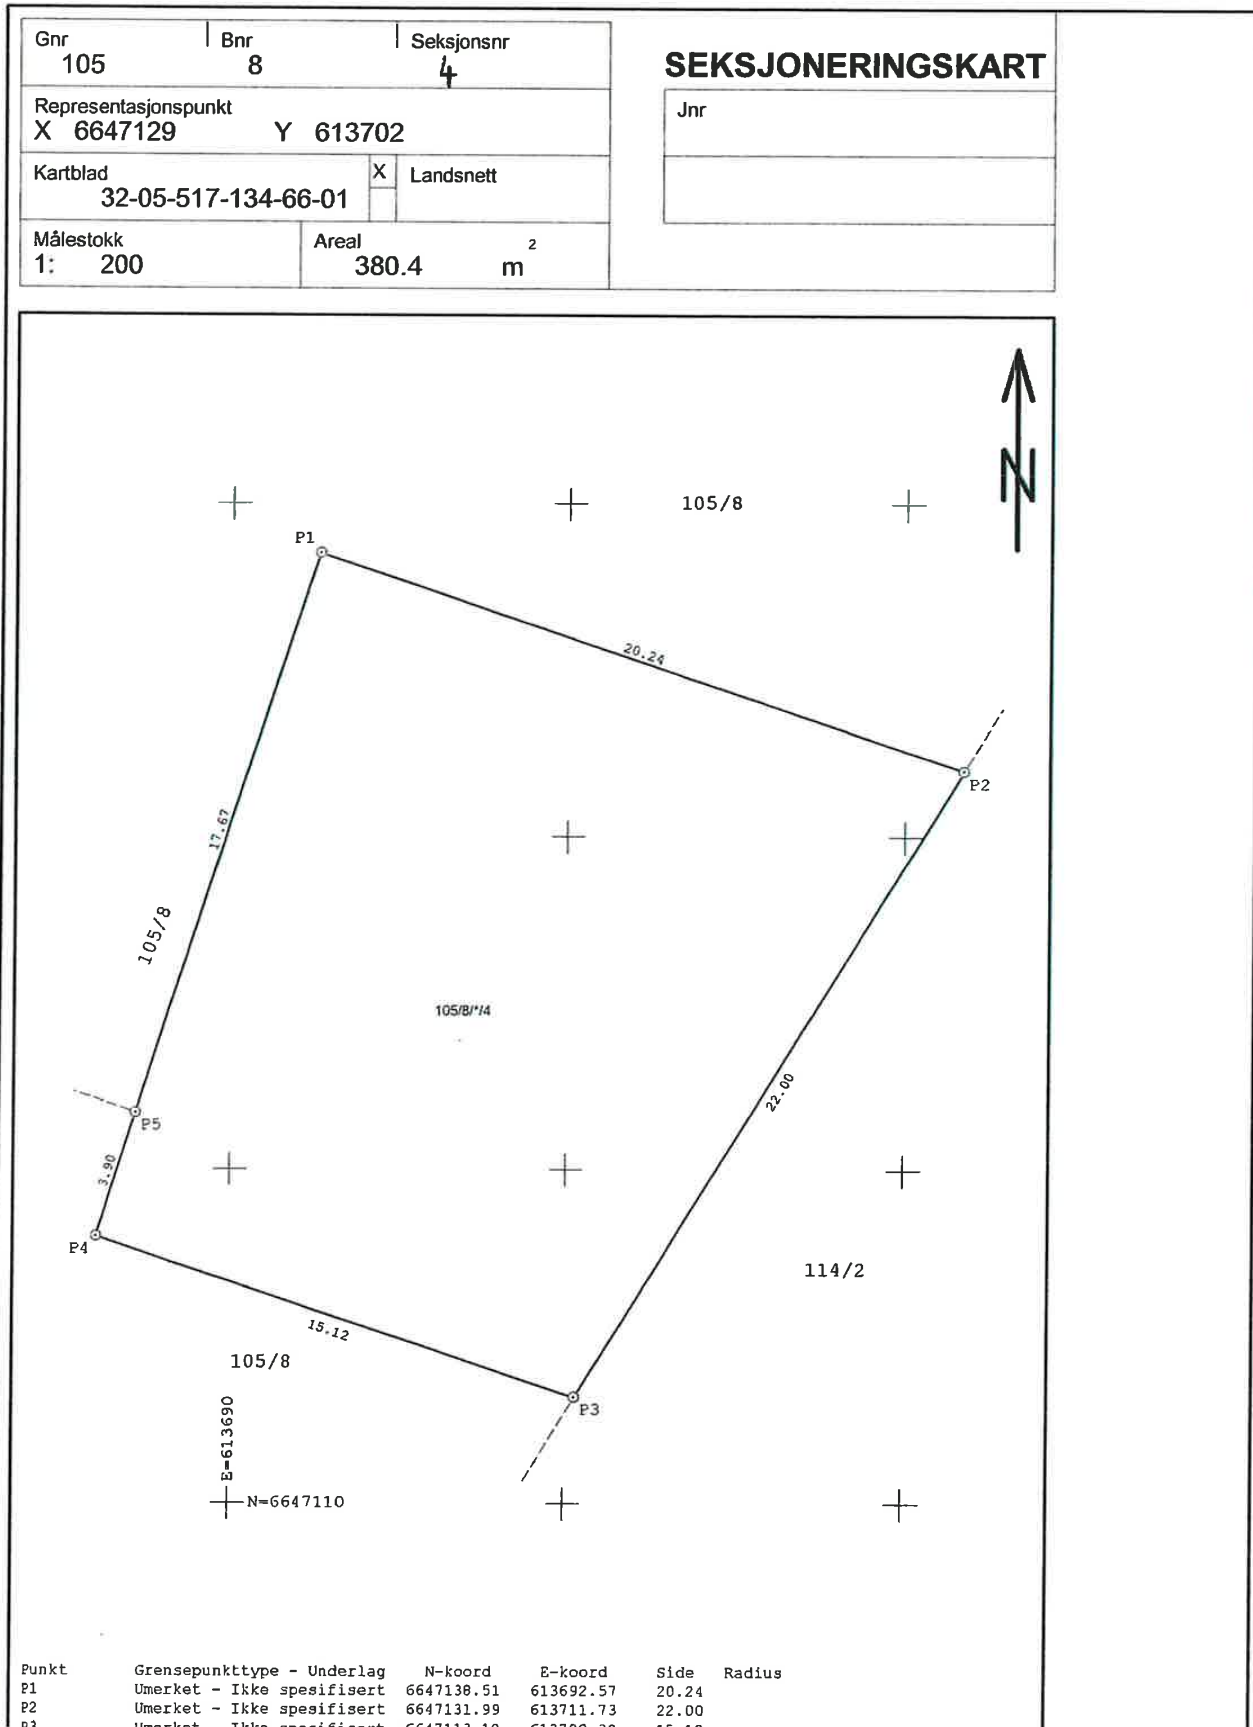 Gnr Bnr Seksjonsnr
105 8 4
SEKSJONERINGSKART
Representasjonspunkt
X 6647129 Y 613702
Jnr
Kartblad X Landsnett
32-05-517-134-66-01
Målestokk Areal 2
1: 200 380.4 m
N
105/8
P1
20.24
P2
17.67
105/8
105/8/*/4
22.00
P5
3.90
P4
114/2
15.12
105/8
P3
E=613690
N=6647110
Punkt Grensepunkttype - Underlag N-koord E-koord Side Radius
P1 Umerket - Ikke spesifisert 6647138.51 613692.57 20.24
P2 Umerket - Ikke spesifisert 6647131.99 613711.73 22.00
P3 Umerket - Ikke spesifisert